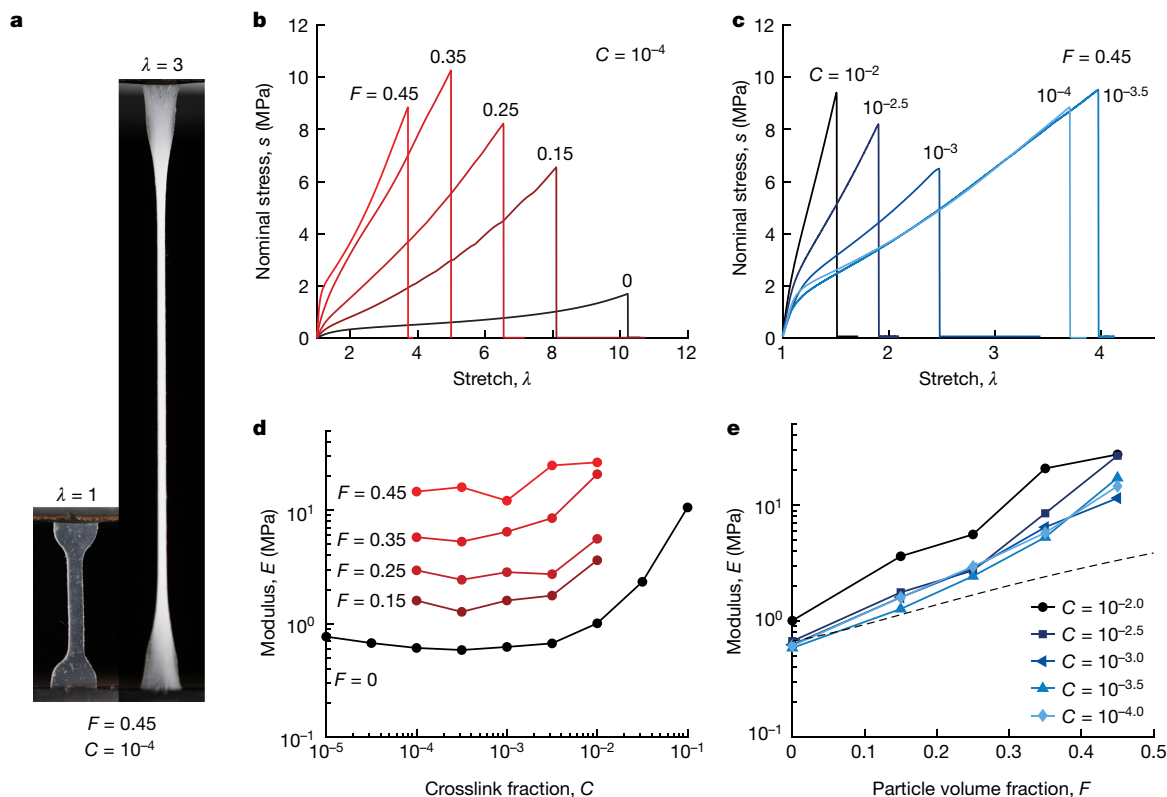 a
λ = 3
λ = 1
F = 0.45
C = 10⁻⁴
b
12
10
8
6
4
2
0
Nominal stress, s (MPa)
F = 0.45
0.35
0.25
0.15
0
C = 10⁻⁴
2
4
6
8
10
12
Stretch, λ
c
12
10
8
6
4
2
0
Nominal stress, s (MPa)
C = 10⁻²
10⁻²·⁵
10⁻³
10⁻⁴
10⁻³·⁵
F = 0.45
1
2
3
4
Stretch, λ
d
10¹
10⁰
10⁻¹
Modulus, E (MPa)
F = 0.45
F = 0.35
F = 0.25
F = 0.15
F = 0
10⁻⁵
10⁻⁴
10⁻³
10⁻²
10⁻¹
Crosslink fraction, C
e
10¹
10⁰
10⁻¹
Modulus, E (MPa)
C = 10⁻²·⁰
C = 10⁻²·⁵
C = 10⁻³·⁰
C = 10⁻³·⁵
C = 10⁻⁴·⁰
0
0.1
0.2
0.3
0.4
0.5
Particle volume fraction, F